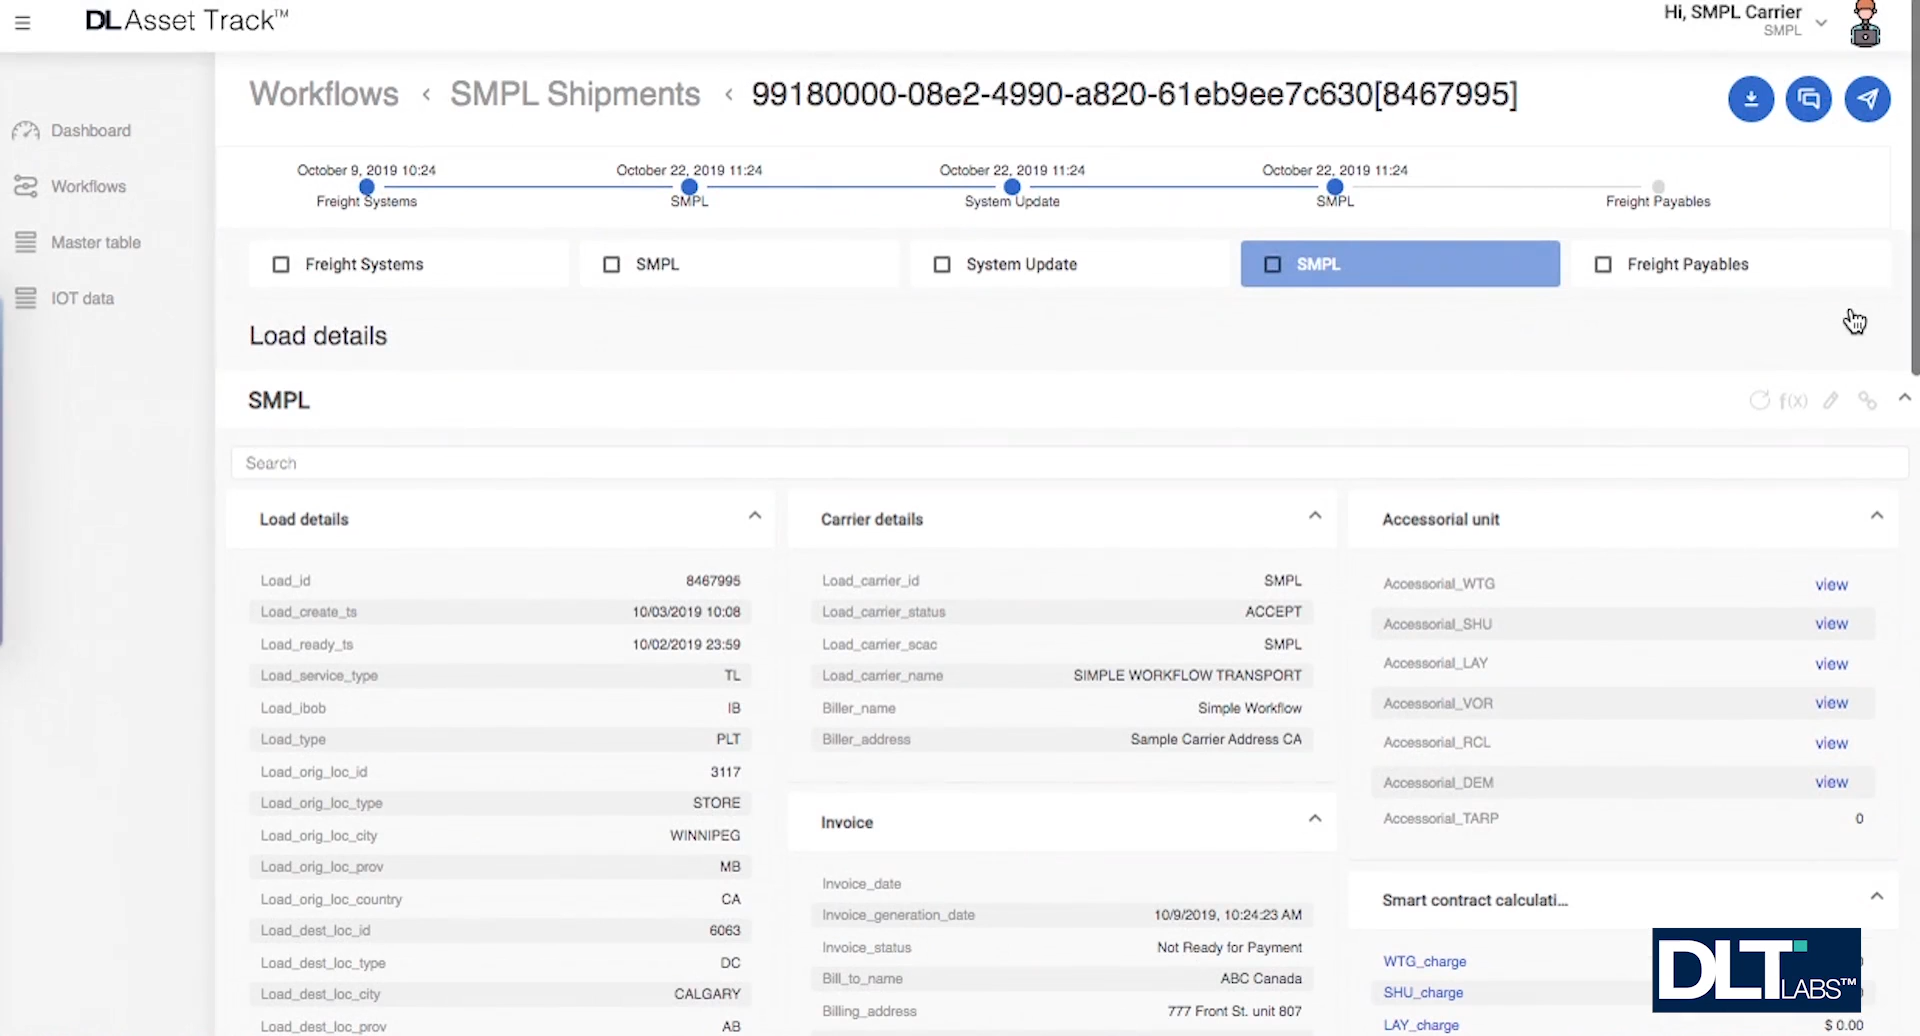 DL Asset Track™
Hi, SMPL Carrier
SMPL
Workflows ‹ SMPL Shipments ‹ 99180000-08e2-4990-a820-61eb9ee7c630[8467995]
Dashboard
Workflows
Master table
IOT data
October 9, 2019 10:24
Freight Systems
October 22, 2019 11:24
SMPL
October 22, 2019 11:24
System Update
October 22, 2019 11:24
SMPL
Freight Payables
Freight Systems
SMPL
System Update
SMPL
Freight Payables
Load details
SMPL
f(x)
Search
Load details
Load_id 8467995
Load_create_ts 10/03/2019 10:08
Load_ready_ts 10/02/2019 23:59
Load_service_type TL
Load_ibob IB
Load_type PLT
Load_orig_loc_id 3117
Load_orig_loc_type STORE
Load_orig_loc_city WINNIPEG
Load_orig_loc_prov MB
Load_orig_loc_country CA
Load_dest_loc_id 6063
Load_dest_loc_type DC
Load_dest_loc_city CALGARY
Load_dest_loc_prov AB
Carrier details
Load_carrier_id SMPL
Load_carrier_status ACCEPT
Load_carrier_scac SMPL
Load_carrier_name SIMPLE WORKFLOW TRANSPORT
Biller_name Simple Workflow
Biller_address Sample Carrier Address CA
Invoice
Invoice_date
Invoice_generation_date 10/9/2019, 10:24:23 AM
Invoice_status Not Ready for Payment
Bill_to_name ABC Canada
Billing_address 777 Front St. unit 807
Accessorial unit
Accessorial_WTG view
Accessorial_SHU view
Accessorial_LAY view
Accessorial_VOR view
Accessorial_RCL view
Accessorial_DEM view
Accessorial_TARP 0
Smart contract calculati...
WTG_charge
SHU_charge
LAY_charge $ 0.00
DLT LABS™